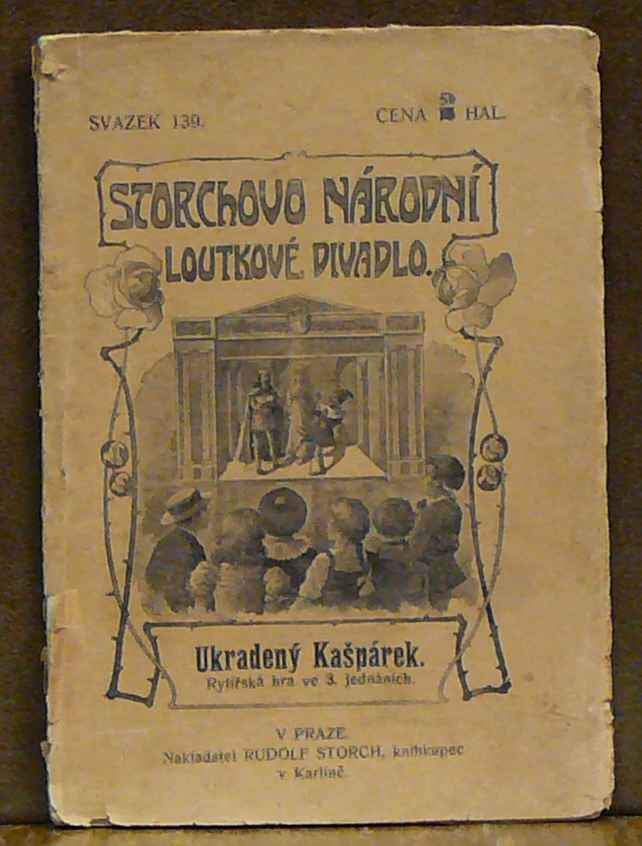 SVAZEK 139.
CENA 50 HAL.
STORCHOVO NÁRODNÍ
LOUTKOVÉ DIVADLO.
Ukradený Kašpárek.
Rytířská hra ve 3. jednáních.
V PRAZE.
Nakladatel RUDOLF STORCH, knihkupec
v Karlíně.